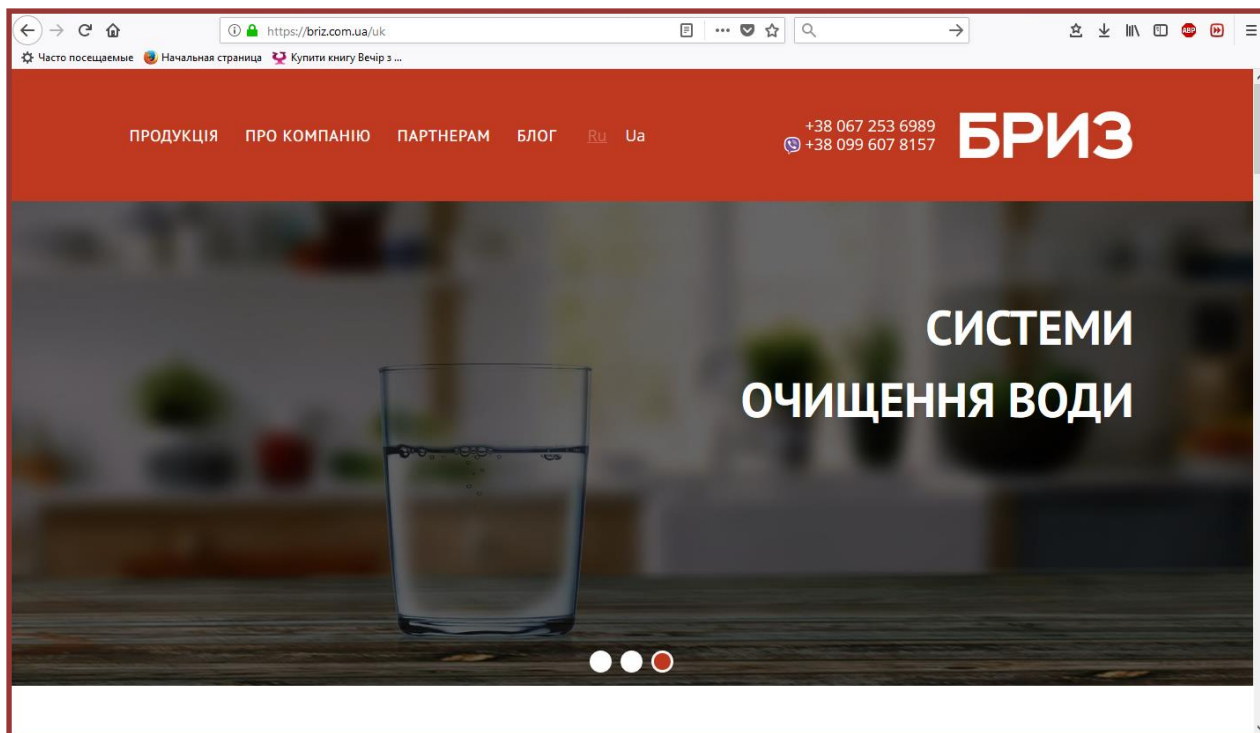 https://briz.com.ua/uk
Часто посещаемые Начальная страница Купити книгу Вечір з ...
ПРОДУКЦІЯ ПРО КОМПАНІЮ ПАРТНЕРАМ БЛОГ Ru Ua
+38 067 253 6989
+38 099 607 8157
БРИЗ
СИСТЕМИ
ОЧИЩЕННЯ ВОДИ
ABP